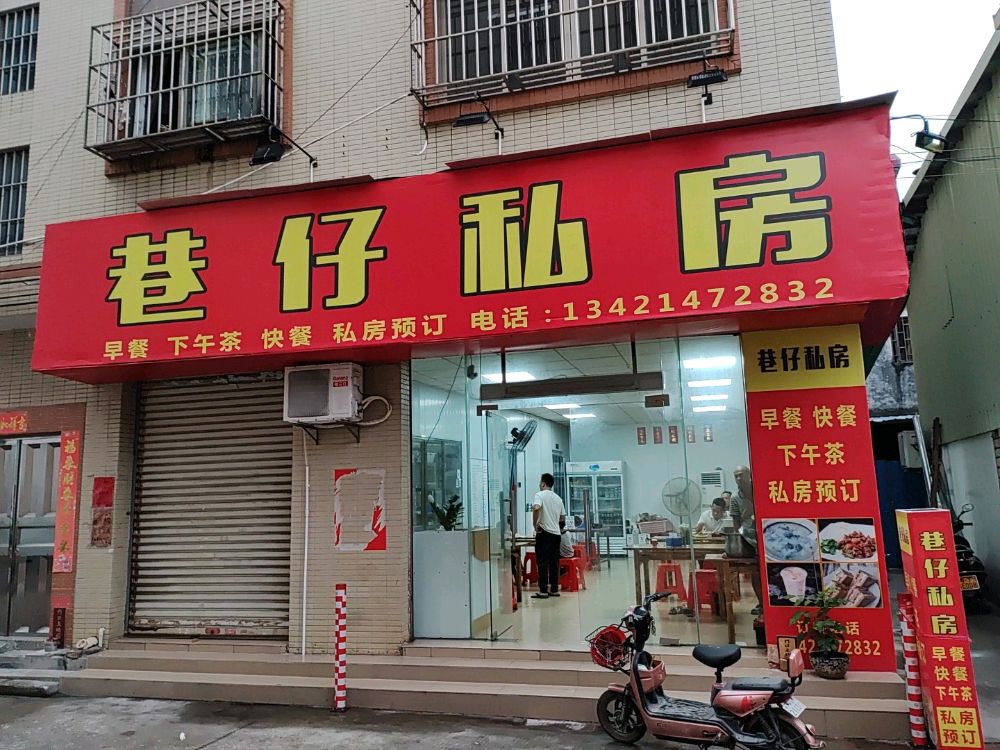 巷仔私房
早餐 下午茶 快餐 私房预订 电话:13421472832
Galanz
巷仔私房
早餐 快餐
下午茶
私房预订
巷仔私房
早餐
快餐
下午茶
私房
预订